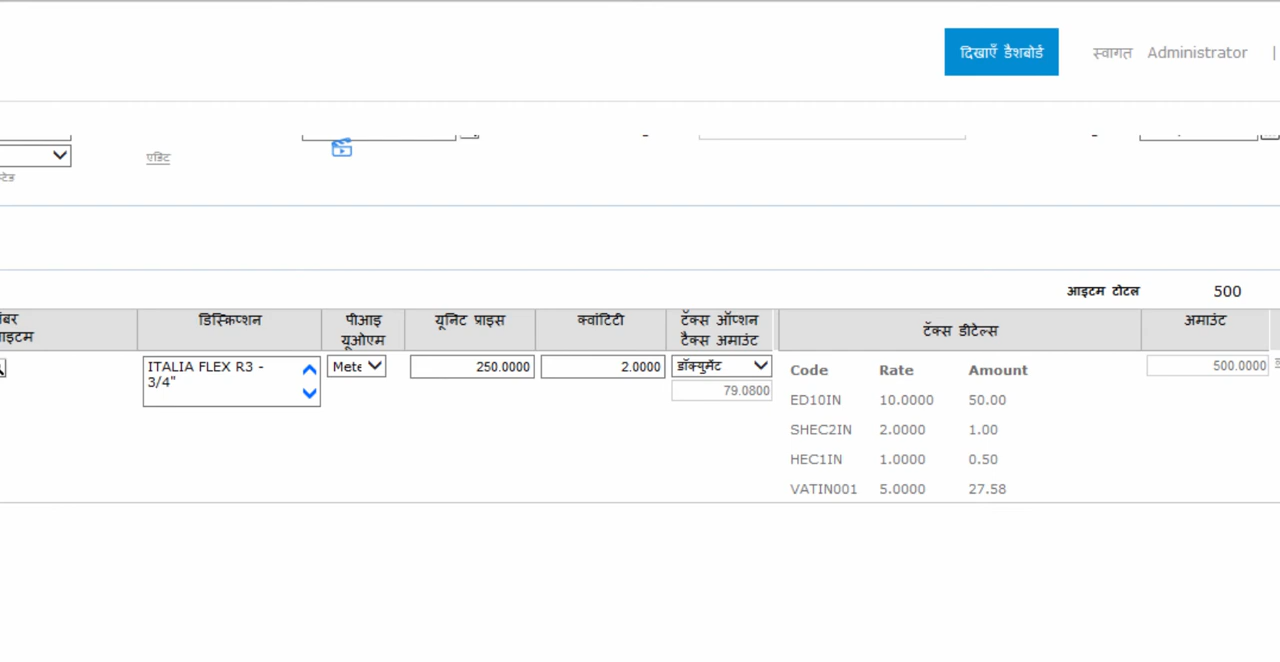 दिखाएँ डैशबोर्ड स्वागत Administrator |
एडिट
आइटम टोटल 500
डिस्क्रिप्शन पीआइ यूओएम यूनिट प्राइस क्वांटिटी टॅक्स ऑप्शन टैक्स अमाउंट टॅक्स डीटेल्स अमाउंट
ITALIA FLEX R3 - 3/4" Mete 250.0000 2.0000 डॉक्युमेंट 79.0800 500.0000
Code Rate Amount
ED10IN 10.0000 50.00
SHEC2IN 2.0000 1.00
HEC1IN 1.0000 0.50
VATIN001 5.0000 27.58